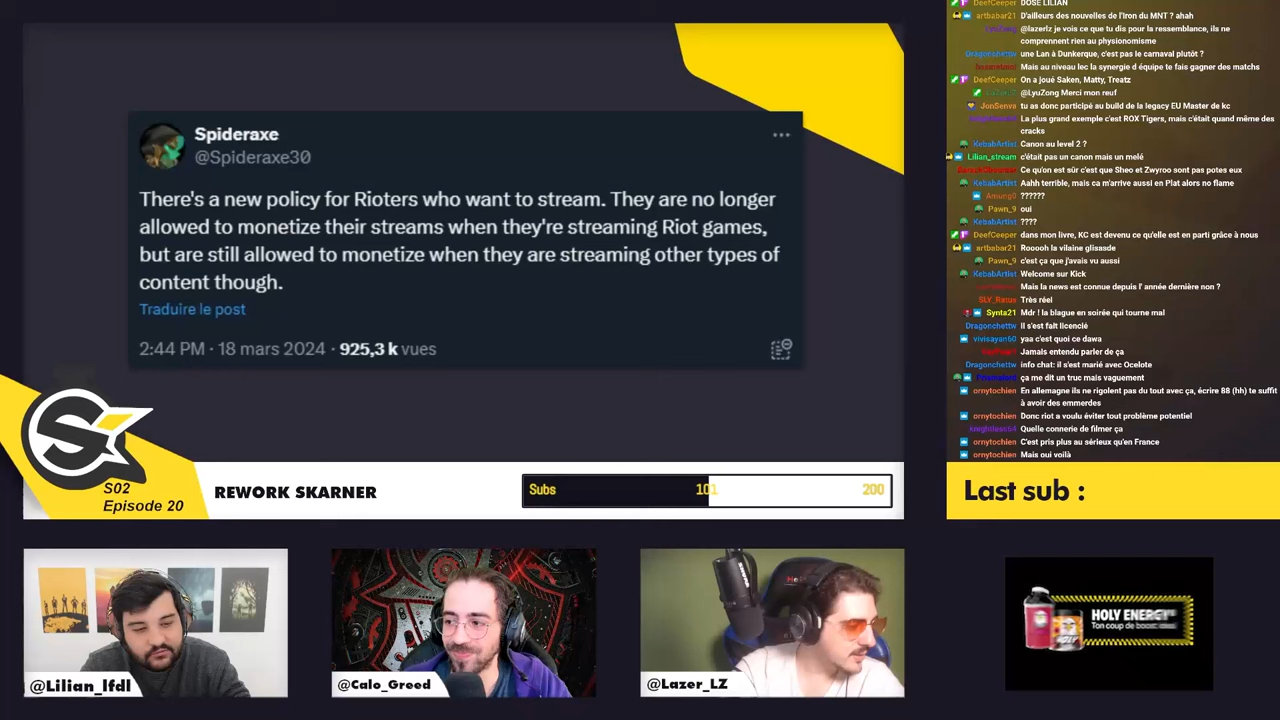 Spideraxe
@Spideraxe30
There's a new policy for Rioters who want to stream. They are no longer
allowed to monetize their streams when they're streaming Riot games,
but are still allowed to monetize when they are streaming other types of
content though.
Traduire le post
2:44 PM · 18 mars 2024 · 925,3 k vues
S02
Episode 20
REWORK SKARNER
Subs 101 200
@Lilian_lfdl
@Calo_Greed
@Lazer_LZ
DeefCeeper DOSE LILIAN
artbabar21 D'ailleurs des nouvelles de l'Iron du MNT ? ahah
@lazerlz je vois ce que tu dis pour la ressemblance, ils ne
comprennent rien au physionomisme
Dragonchettw une Lan à Dunkerque, c'est pas le carnaval plutôt ?
Mais au niveau lec la synergie d équipe te fais gagner des matchs
DeefCeeper On a joué Saken, Matty, Treatz
@LyuZong Merci mon reuf
JonSenva tu as donc participé au build de la legacy EU Master de kc
La plus grand exemple c'est ROX Tigers, mais c'était quand même des
cracks
KebabArtist Canon au level 2 ?
Lilian_stream c'était pas un canon mais un melé
Ce qu'on est sûr c'est que Sheo et Zwyroo sont pas potes eux
KebabArtist Aahh terrible, mais ca m'arrive aussi en Plat alors no flame
Amung0 ??????
Pawn_9 oui
KebabArtist ????
DeefCeeper dans mon livre, KC est devenu ce qu'elle est en parti grâce à nous
artbabar21 Rooooh la vilaine glissade
Pawn_9 c'est ça que j'avais vu aussi
KebabArtist Welcome sur Kick
Mais la news est connue depuis l' année dernière non ?
SLY_Ratus Très réel
Synta21 Mdr ! la blague en soirée qui tourne mal
Dragonchettw Il s'est fait licencié
vivisayan60 yaa c'est quoi ce dawa
Jamais entendu parler de ça
Dragonchettw info chat: il s'est marié avec Ocelote
ça me dit un truc mais vaguement
ornytochien En allemagne ils ne rigolent pas du tout avec ça, écrire 88 (hh) te suffit
à avoir des emmerdes
ornytochien Donc riot a voulu éviter tout problème potentiel
Quelle connerie de filmer ça
ornytochien C'est pris plus au sérieux qu'en France
ornytochien Mais oui voilà
Last sub :
HOLY ENERGY
Ton coup de